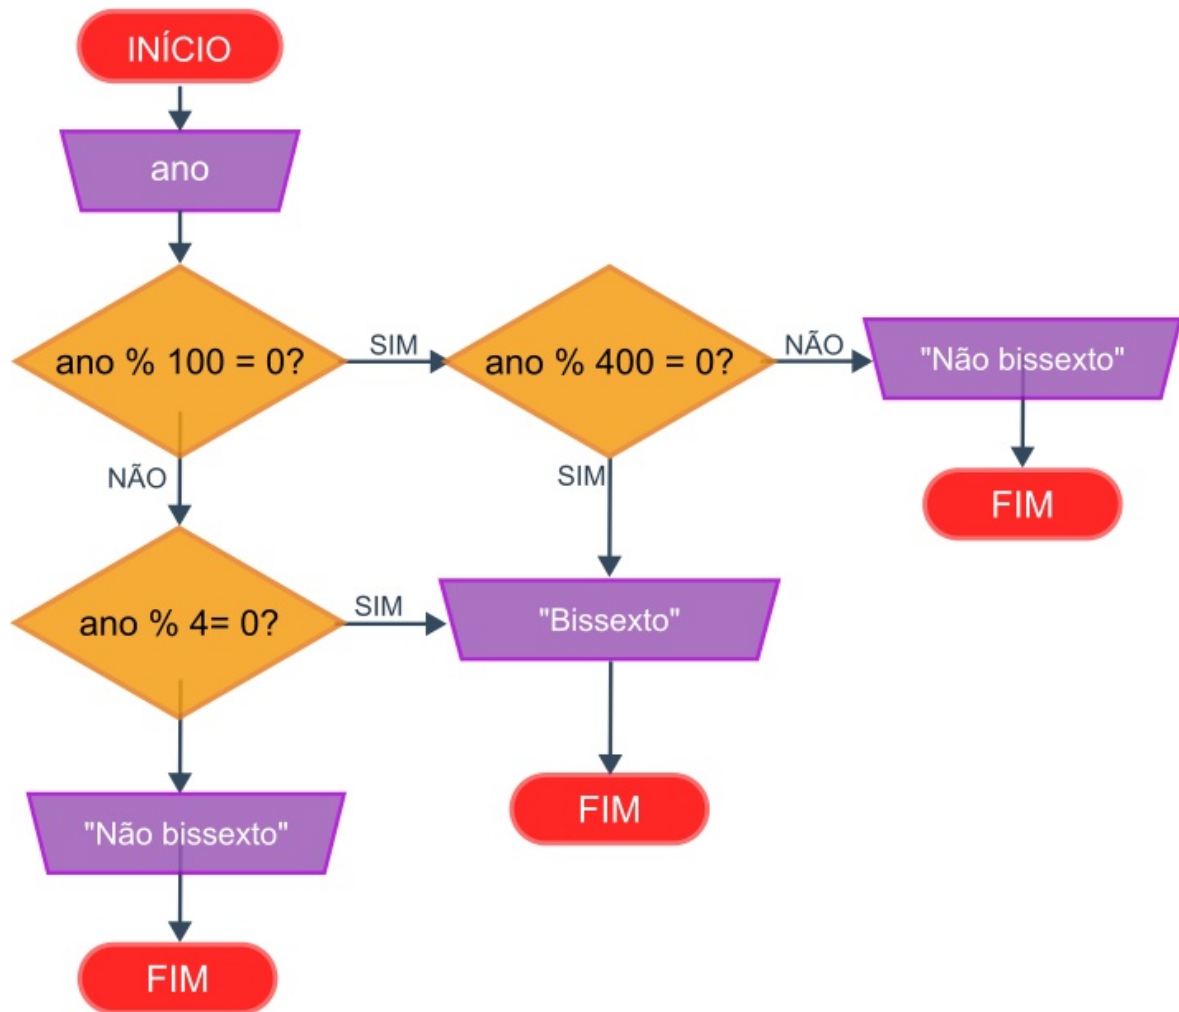 INÍCIO
ano
ano % 100 = 0?
SIM
ano % 400 = 0?
NÃO
"Não bissexto"
NÃO
SIM
FIM
ano % 4= 0?
SIM
"Bissexto"
"Não bissexto"
FIM
FIM